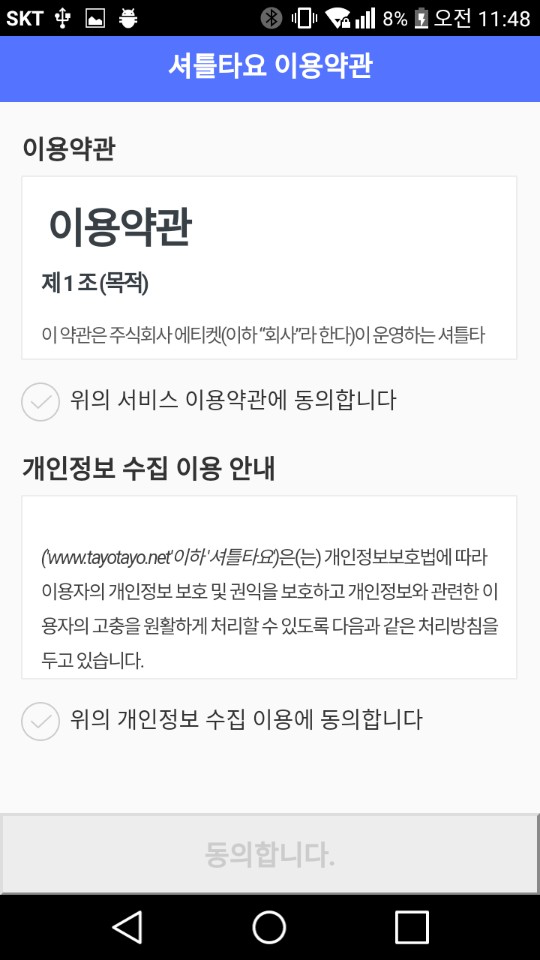 SKT 8% 오전 11:48
셔틀타요 이용약관
이용약관
이용약관
제 1 조 (목적)
이 약관은 주식회사 에티켓(이하 “회사”라 한다)이 운영하는 셔틀타
위의 서비스 이용약관에 동의합니다
개인정보 수집 이용 안내
('www.tayotayo.net'이하 '셔틀타요')은(는) 개인정보보호법에 따라
이용자의 개인정보 보호 및 권익을 보호하고 개인정보와 관련한 이
용자의 고충을 원활하게 처리할 수 있도록 다음과 같은 처리방침을
두고 있습니다.
위의 개인정보 수집 이용에 동의합니다
동의합니다.